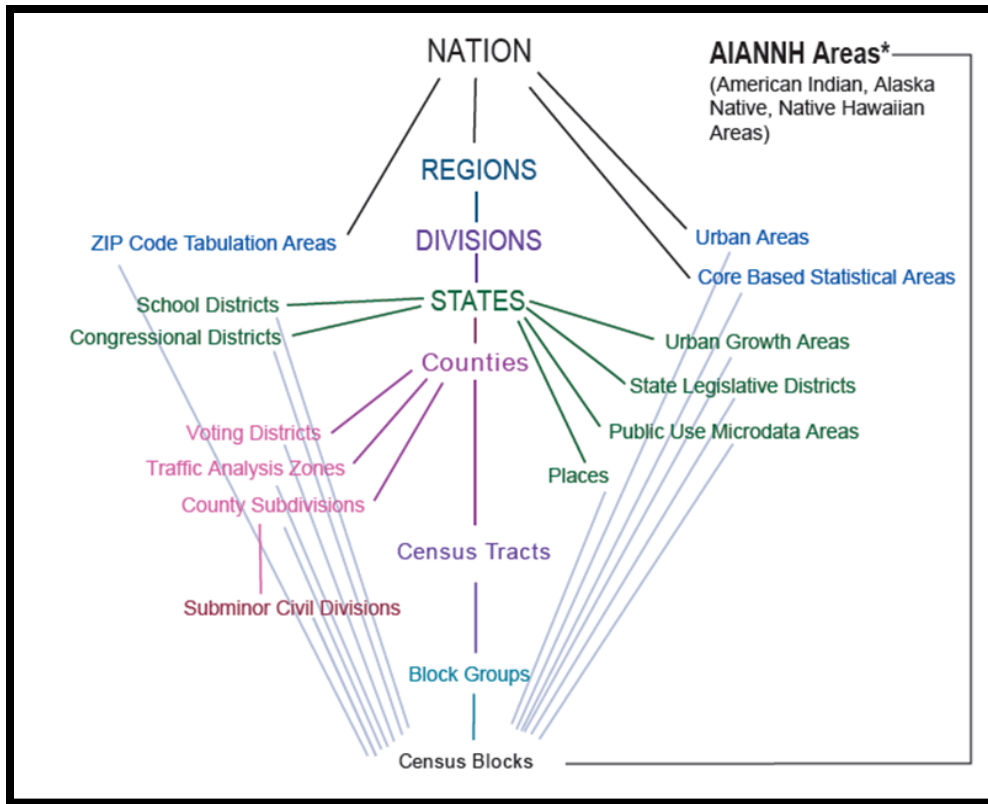 NATION
AIANNH Areas*
(American Indian, Alaska
Native, Native Hawaiian
Areas)
REGIONS
ZIP Code Tabulation Areas
DIVISIONS
Urban Areas
Core Based Statistical Areas
School Districts
STATES
Congressional Districts
Urban Growth Areas
Counties
State Legislative Districts
Voting Districts
Public Use Microdata Areas
Traffic Analysis Zones
Places
County Subdivisions
Census Tracts
Subminor Civil Divisions
Block Groups
Census Blocks